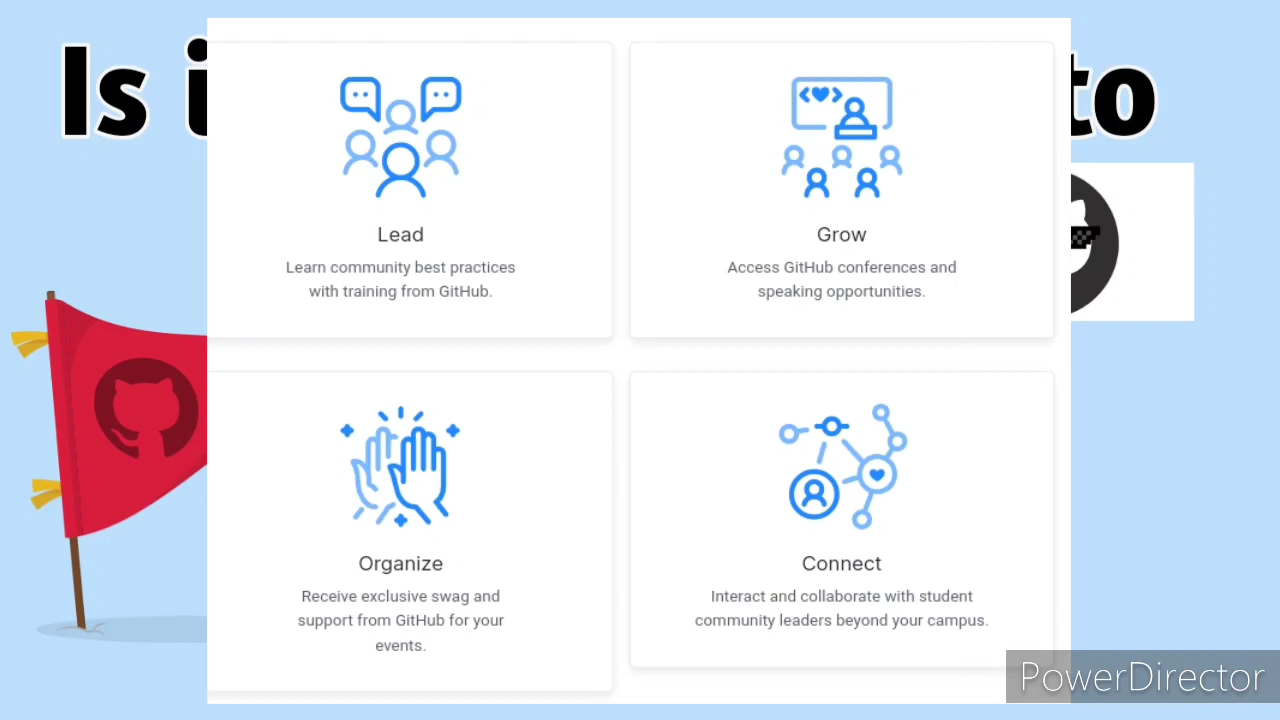 Is
to
Lead
Learn community best practices
with training from GitHub.
Grow
Access GitHub conferences and
speaking opportunities.
Organize
Receive exclusive swag and
support from GitHub for your
events.
Connect
Interact and collaborate with student
community leaders beyond your campus.
PowerDirector